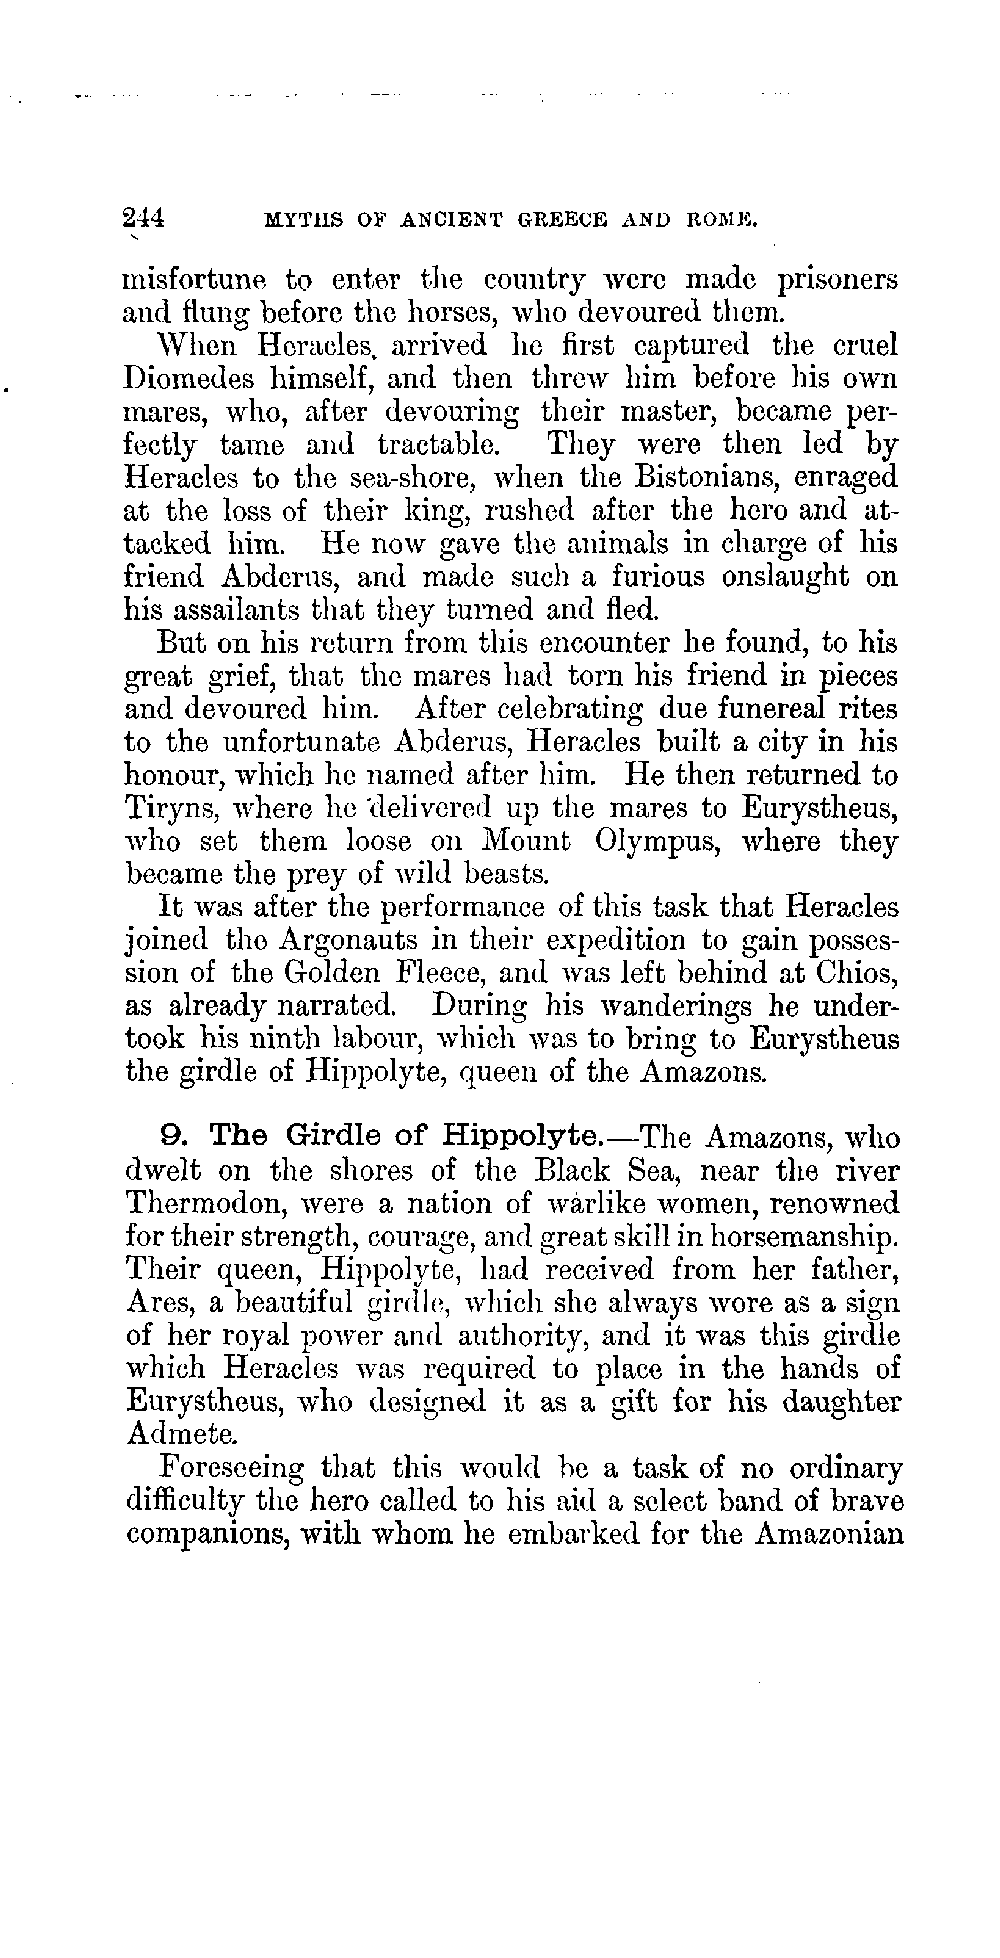 244 MYTHS OF ANCIENT GREECE AND ROME.
misfortune to enter the country were made prisoners
and flung before the horses, who devoured them.
When Heracles arrived he first captured the cruel
Diomedes himself, and then threw him before his own
mares, who, after devouring their master, became per-
fectly tame and tractable. They were then led by
Heracles to the sea-shore, when the Bistonians, enraged
at the loss of their king, rushed after the hero and at-
tacked him. He now gave the animals in charge of his
friend Abderus, and made such a furious onslaught on
his assailants that they turned and fled.
But on his return from this encounter he found, to his
great grief, that the mares had torn his friend in pieces
and devoured him. After celebrating due funereal rites
to the unfortunate Abderus, Heracles built a city in his
honour, which he named after him. He then returned to
Tiryns, where he delivered up the mares to Eurystheus,
who set them loose on Mount Olympus, where they
became the prey of wild beasts.
It was after the performance of this task that Heracles
joined the Argonauts in their expedition to gain posses-
sion of the Golden Fleece, and was left behind at Chios,
as already narrated. During his wanderings he under-
took his ninth labour, which was to bring to Eurystheus
the girdle of Hippolyte, queen of the Amazons.
9. The Girdle of Hippolyte.—The Amazons, who
dwelt on the shores of the Black Sea, near the river
Thermodon, were a nation of warlike women, renowned
for their strength, courage, and great skill in horsemanship.
Their queen, Hippolyte, had received from her father,
Ares, a beautiful girdle, which she always wore as a sign
of her royal power and authority, and it was this girdle
which Heracles was required to place in the hands of
Eurystheus, who designed it as a gift for his daughter
Admete.
Foreseeing that this would be a task of no ordinary
difficulty the hero called to his aid a select band of brave
companions, with whom he embarked for the Amazonian